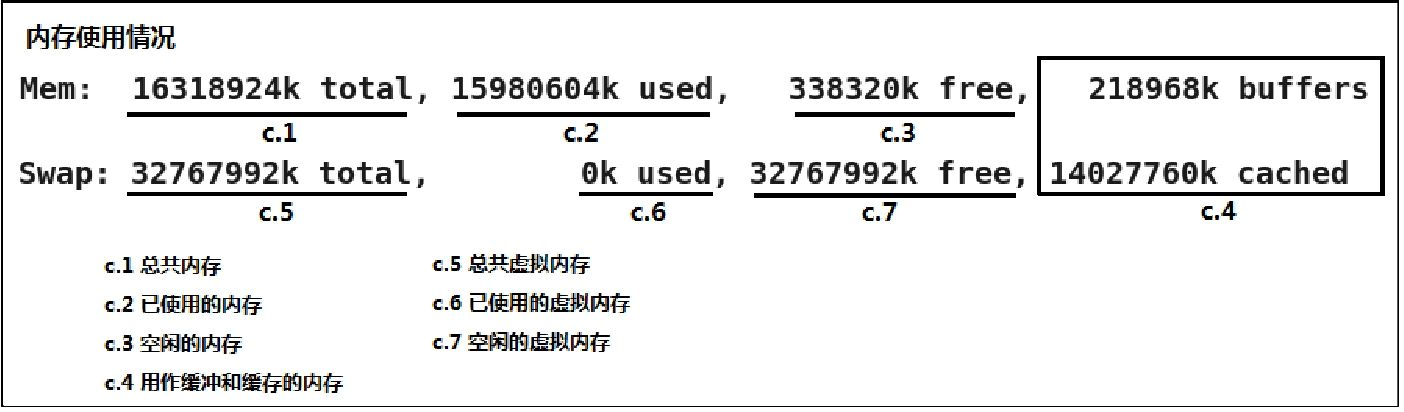 内存使用情况
Mem: 16318924k total, 15980604k used, 338320k free, 218968k buffers
c.1 c.2 c.3
Swap: 32767992k total, 0k used, 32767992k free, 14027760k cached
c.5 c.6 c.7 c.4
c.1 总共内存 c.5 总共虚拟内存
c.2 已使用的内存 c.6 已使用的虚拟内存
c.3 空闲的内存 c.7 空闲的虚拟内存
c.4 用作缓冲和缓存的内存